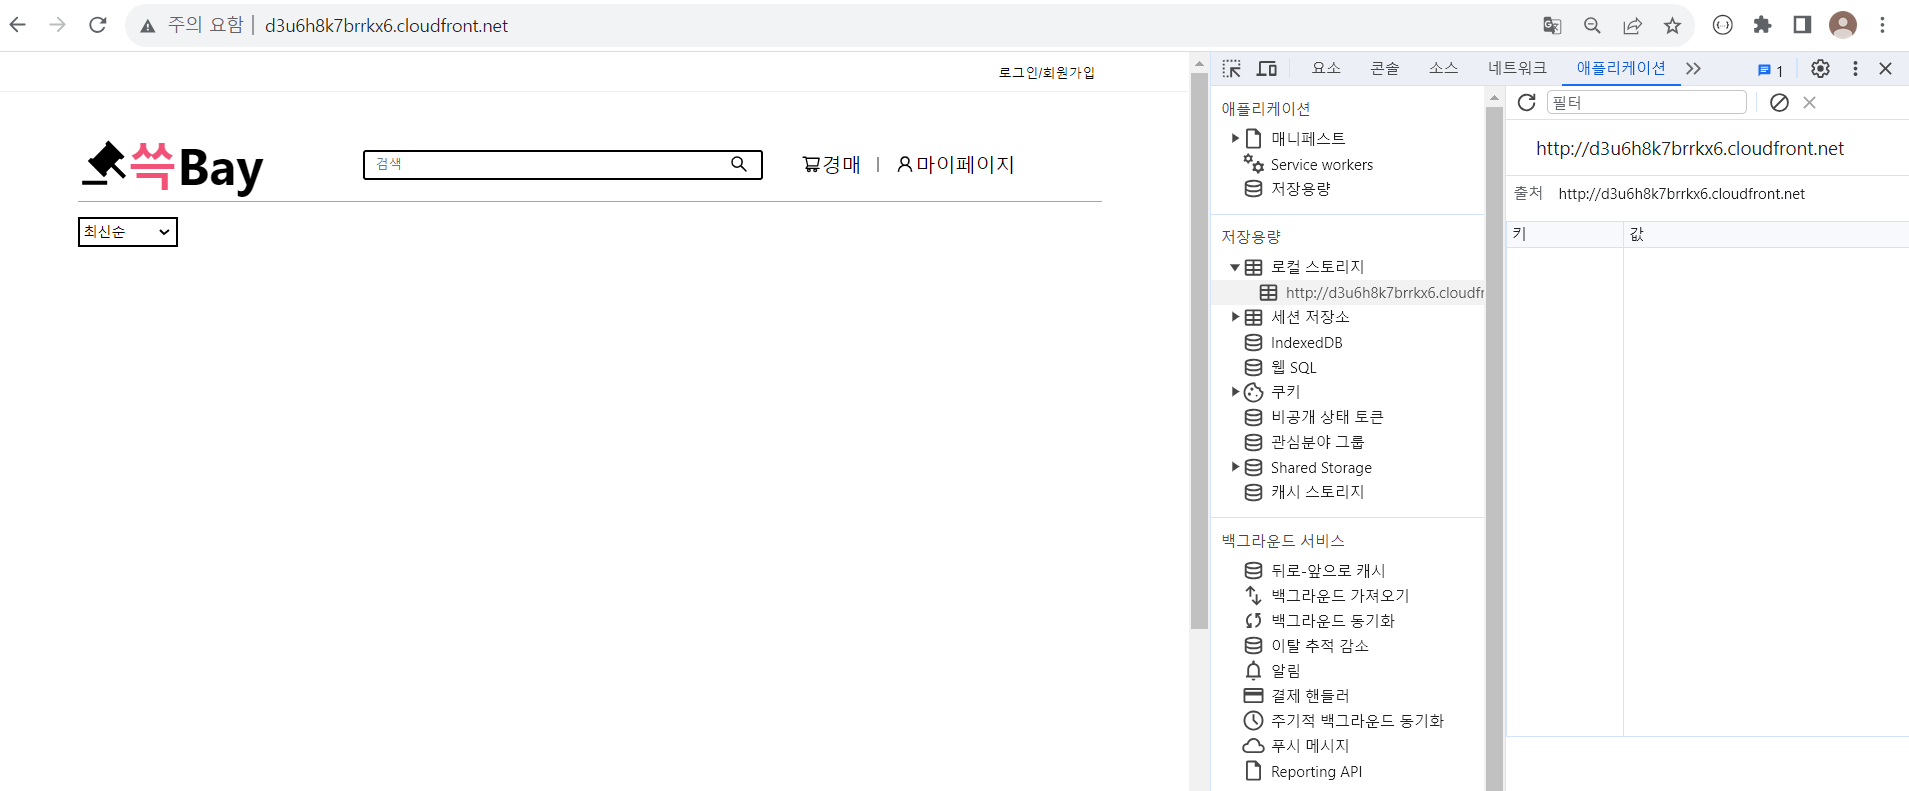 주의 요함 | d3u6h8k7brrkx6.cloudfront.net
로그인/회원가입
쓱Bay
검색
경매 | 마이페이지
최신순
요소 콘솔 소스 네트워크 애플리케이션 1
애플리케이션
매니페스트
Service workers
저장용량
저장용량
로컬 스토리지
http://d3u6h8k7brrkx6.cloudfr
세션 저장소
IndexedDB
웹 SQL
쿠키
비공개 상태 토큰
관심분야 그룹
Shared Storage
캐시 스토리지
백그라운드 서비스
뒤로-앞으로 캐시
백그라운드 가져오기
백그라운드 동기화
이탈 추적 감소
알림
결제 핸들러
주기적 백그라운드 동기화
푸시 메시지
Reporting API
필터
http://d3u6h8k7brrkx6.cloudfront.net
출처 http://d3u6h8k7brrkx6.cloudfront.net
키 값